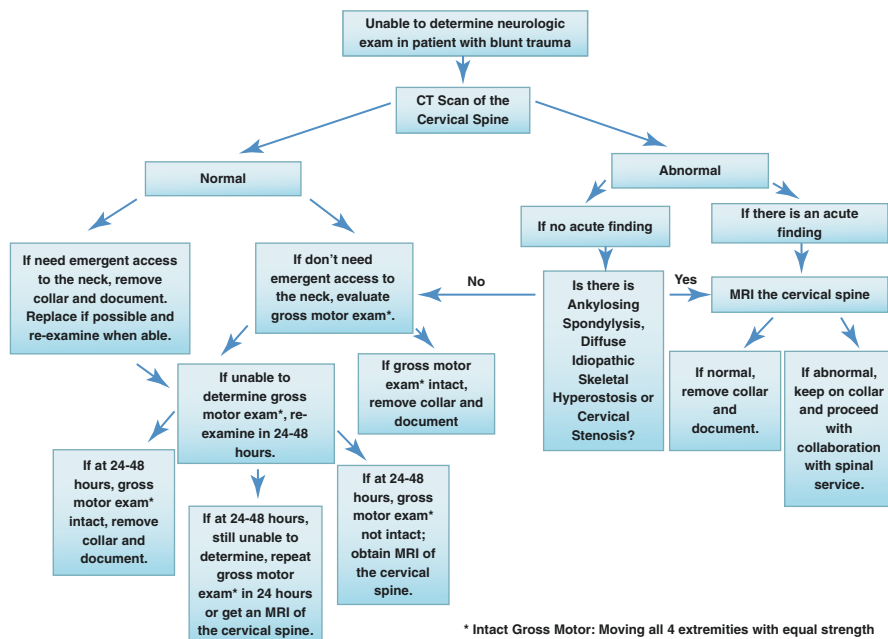 Unable to determine neurologic
exam in patient with blunt trauma
CT Scan of the
Cervical Spine
Normal
Abnormal
If no acute finding
If there is an acute
finding
If need emergent access
to the neck, remove
collar and document.
Replace if possible and
re-examine when able.
If don't need
emergent access to
the neck, evaluate
gross motor exam*.
No
Is there is
Ankylosing
Spondylysis,
Diffuse
Idiopathic
Skeletal
Hyperostosis or
Cervical
Stenosis?
Yes
MRI the cervical spine
If unable to
determine gross
motor exam*, re-
examine in 24-48
hours.
If gross motor
exam* intact,
remove collar and
document
If normal,
remove collar
and
document.
If abnormal,
keep on collar
and proceed
with
collaboration
with spinal
service.
If at 24-48
hours, gross
motor exam*
intact, remove
collar and
document.
If at 24-48 hours,
still unable to
determine, repeat
gross motor
exam* in 24 hours
or get an MRI of
the cervical spine.
If at 24-48
hours, gross
motor exam*
not intact;
obtain MRI of
the cervical
spine.
* Intact Gross Motor: Moving all 4 extremities with equal strength